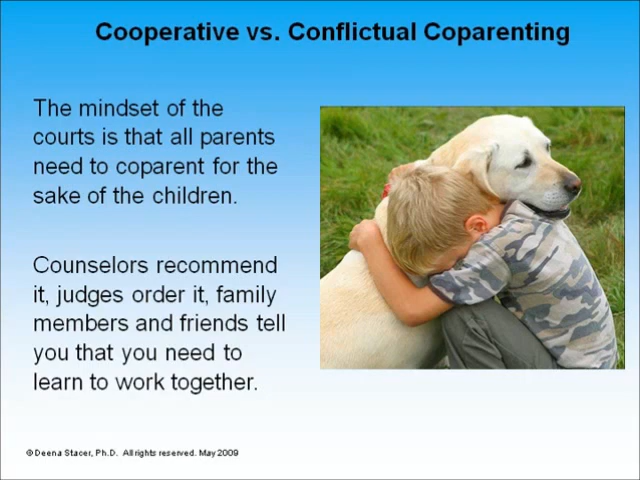 Cooperative vs. Conflictual Coparenting
The mindset of the
courts is that all parents
need to coparent for the
sake of the children.
Counselors recommend
it, judges order it, family
members and friends tell
you that you need to
learn to work together.
© Deena Stacer, Ph.D. All rights reserved. May 2009